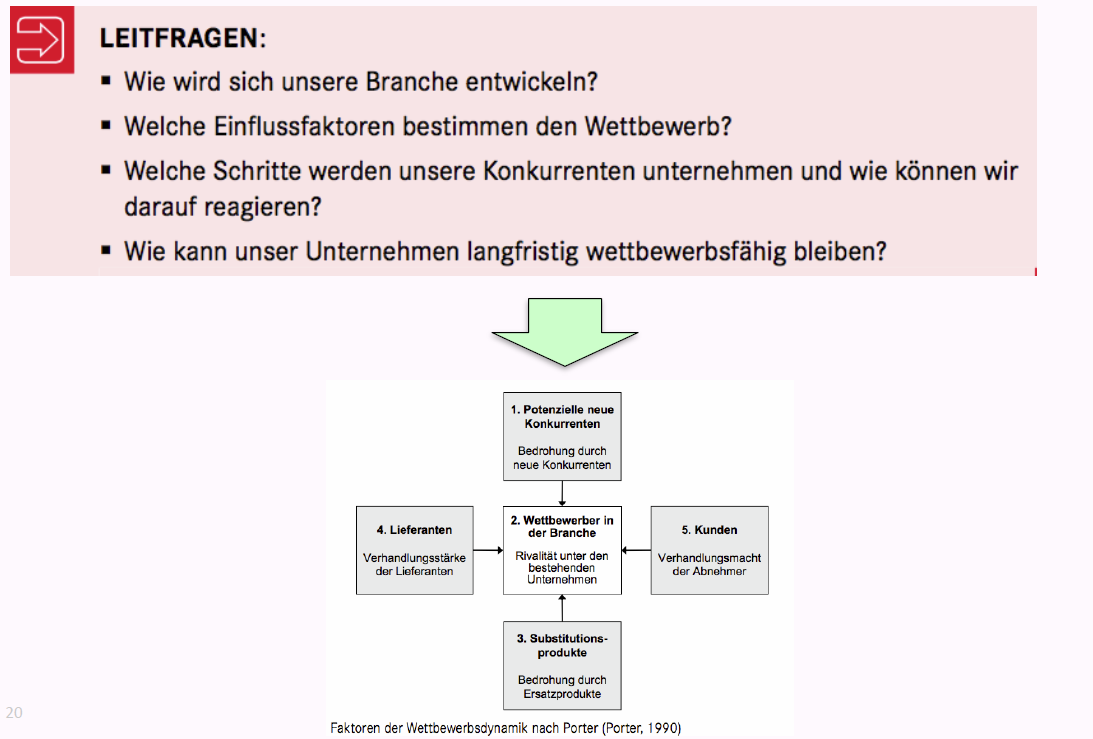 LEITFRAGEN:
▪ Wie wird sich unsere Branche entwickeln?
▪ Welche Einflussfaktoren bestimmen den Wettbewerb?
▪ Welche Schritte werden unsere Konkurrenten unternehmen und wie können wir
darauf reagieren?
▪ Wie kann unser Unternehmen langfristig wettbewerbsfähig bleiben?
1. Potenzielle neue
Konkurrenten
Bedrohung durch
neue Konkurrenten
4. Lieferanten
Verhandlungsstärke
der Lieferanten
2. Wettbewerber in
der Branche
Rivalität unter den
bestehenden
Unternehmen
5. Kunden
Verhandlungsmacht
der Abnehmer
3. Substitutions-
produkte
Bedrohung durch
Ersatzprodukte
20
Faktoren der Wettbewerbsdynamik nach Porter (Porter, 1990)